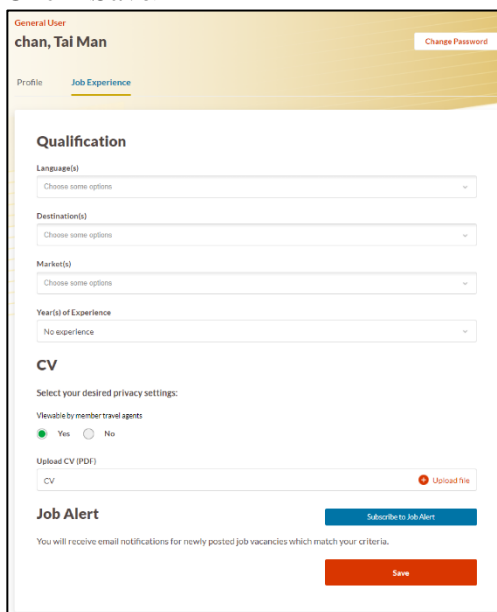 General User
chan, Tai Man
Change Password
Profile Job Experience
Qualification
Language(s)
Choose some options
Destination(s)
Choose some options
Market(s)
Choose some options
Year(s) of Experience
No experience
CV
Select your desired privacy settings:
Viewable by member travel agents
Yes No
Upload CV (PDF)
CV Upload file
Job Alert Subscribe to Job Alert
You will receive email notifications for newly posted job vacancies which match your criteria.
Save